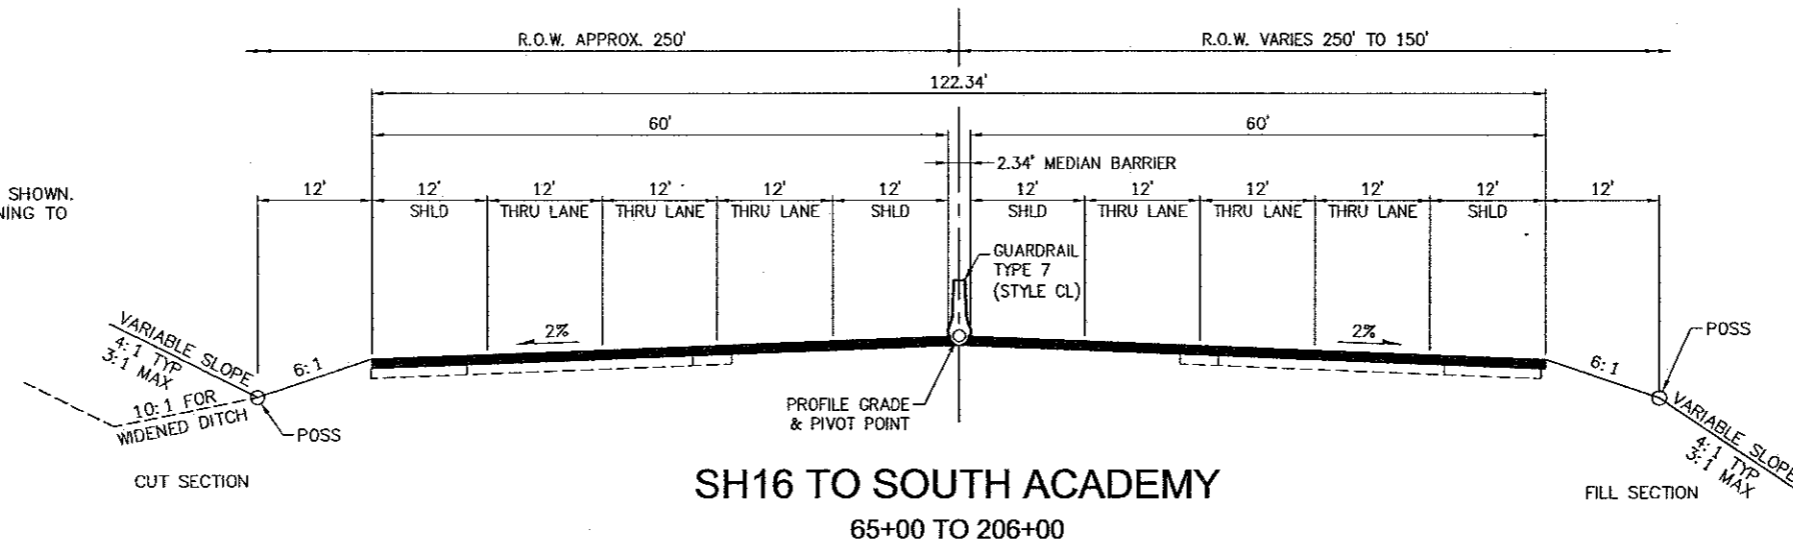 R.O.W. APPROX. 250'
R.O.W. VARIES 250' TO 150'
122.34'
60'
60'
2.34' MEDIAN BARRIER
SHOWN.
NING TO
12'
12'
12'
12'
12'
12'
12'
12'
12'
12'
12'
12'
SHLD
THRU LANE
THRU LANE
THRU LANE
SHLD
SHLD
THRU LANE
THRU LANE
THRU LANE
SHLD
GUARDRAIL
TYPE 7
(STYLE CL)
VARIABLE SLOPE
4:1 TYP
3:1 MAX
6:1
2%
2%
6:1
POSS
10:1 FOR
WIDENED DITCH
POSS
PROFILE GRADE
& PIVOT POINT
VARIABLE SLOPE
4:1 TYP
3:1 MAX
CUT SECTION
FILL SECTION
SH16 TO SOUTH ACADEMY
65+00 TO 206+00